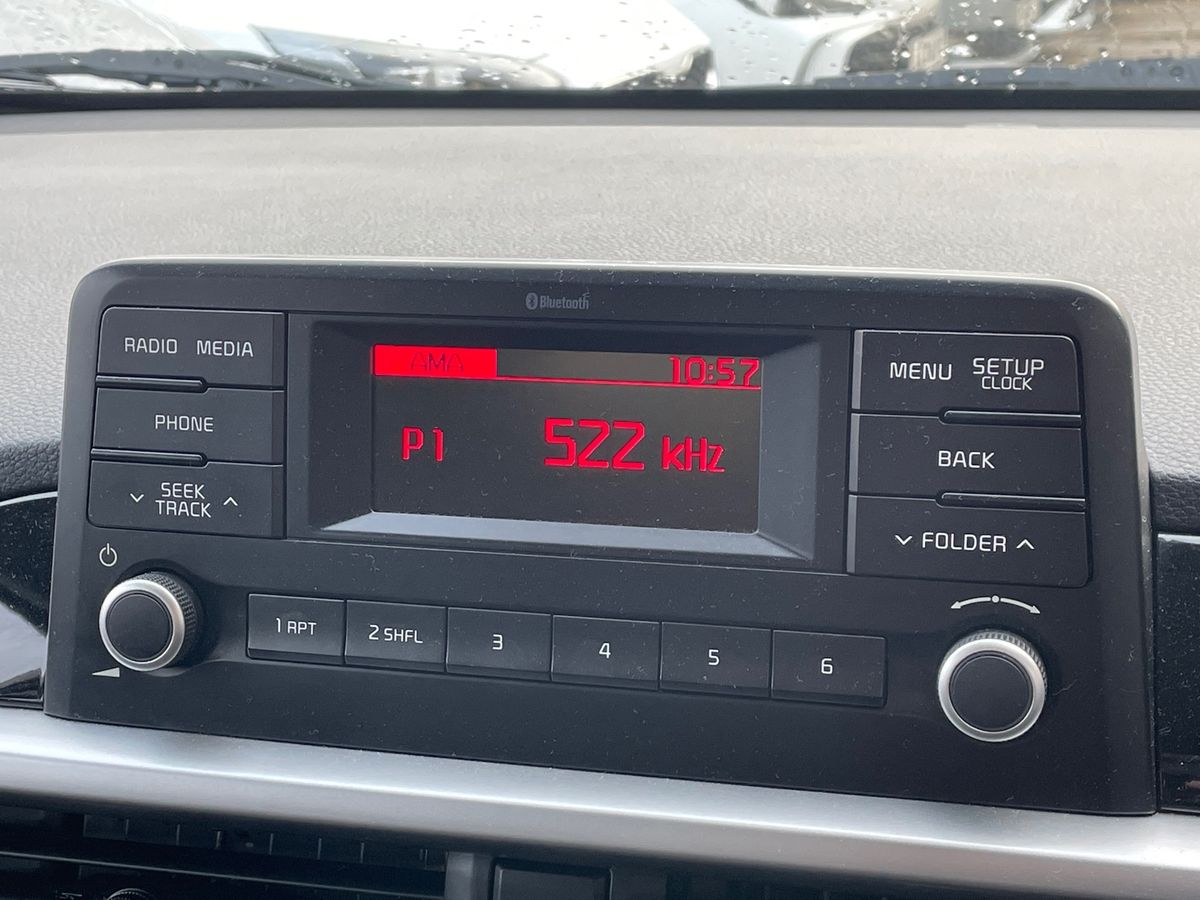 Bluetooth
RADIO MEDIA
PHONE
SEEK
TRACK
AMA 10:57
P1 522 kHz
MENU SETUP
CLOCK
BACK
FOLDER
1 RPT 2 SHFL 3 4 5 6